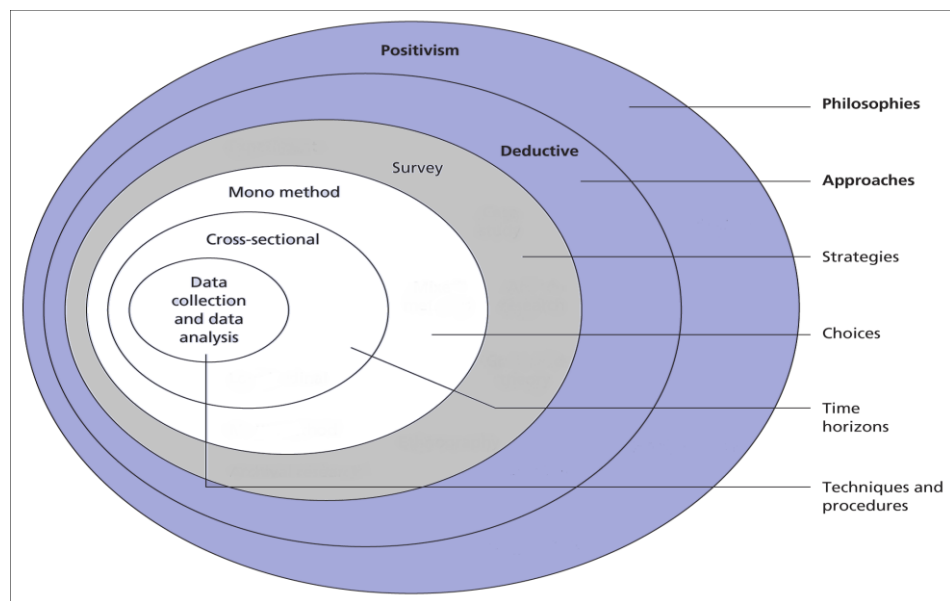 Positivism
Philosophies
Deductive
Survey
Approaches
Mono method
Cross-sectional
Strategies
Data
collection
and data
analysis
Choices
Time
horizons
Techniques and
procedures